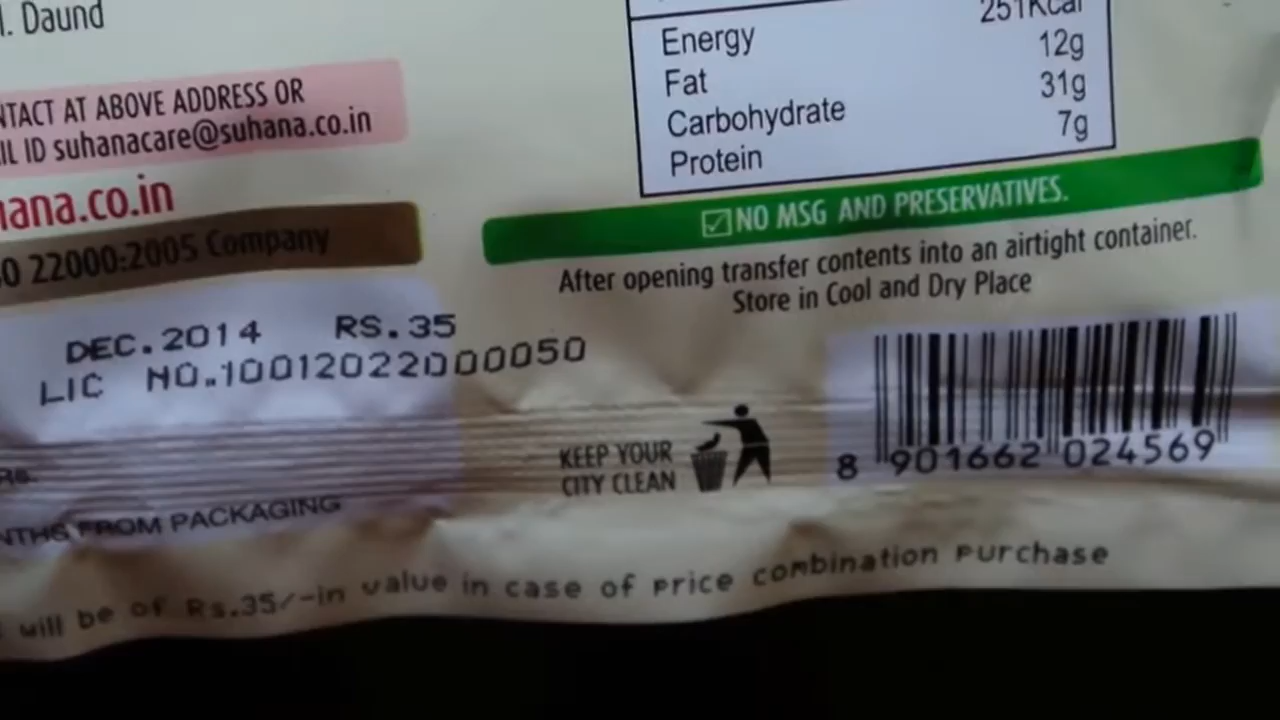 l. Daund
NTACT AT ABOVE ADDRESS OR
IL ID suhanacare@suhana.co.in
ana.co.in
O 22000:2005 Company
DEC.2014 RS.35
LIC NO.10012022000050
Rs.
NTHS FROM PACKAGING
251Kcal
Energy 12g
Fat 31g
Carbohydrate 7g
Protein
NO MSG AND PRESERVATIVES.
After opening transfer contents into an airtight container.
Store in Cool and Dry Place
KEEP YOUR
CITY CLEAN
8 901662 024569
will be of Rs.35/-in value in case of Price combination Purchase